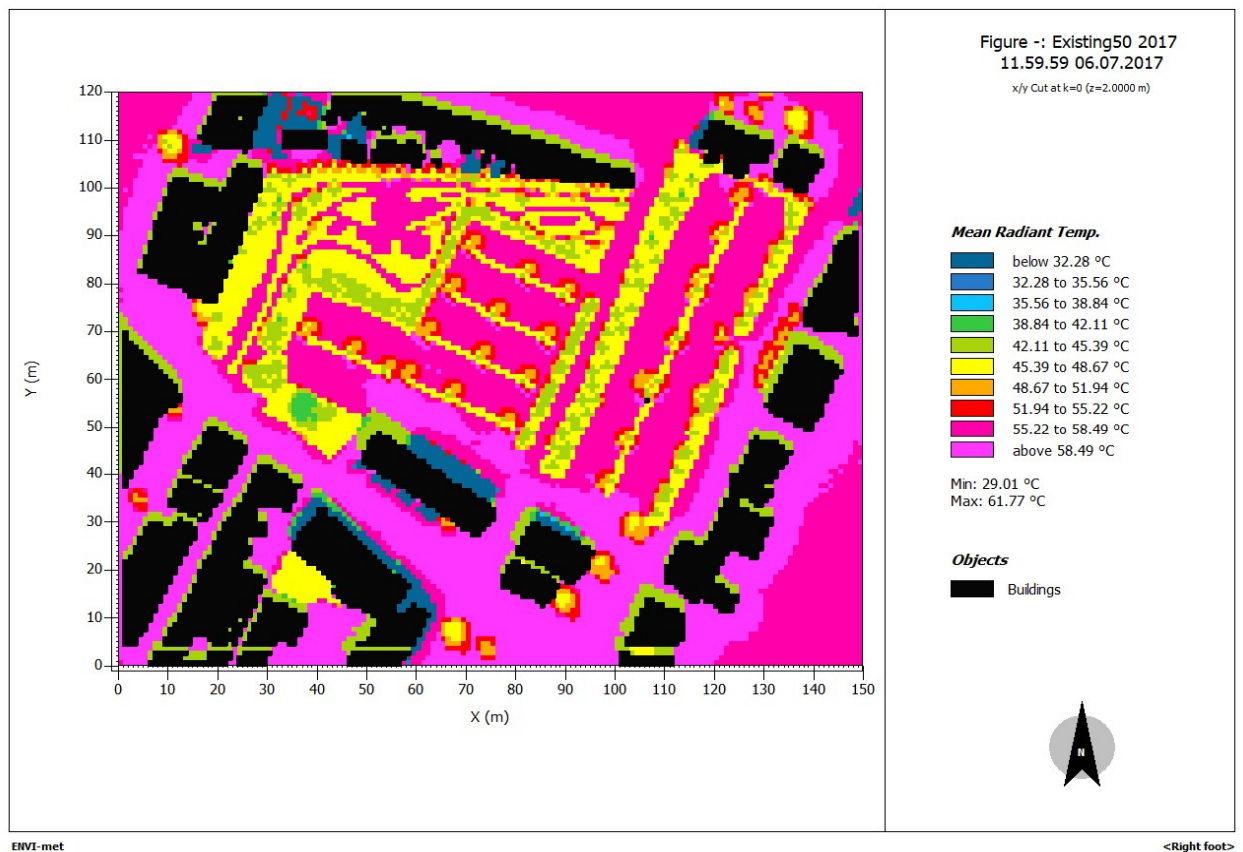 Figure -: Existing50 2017
11.59.59 06.07.2017
x/y Cut at k=0 (z=2.0000 m)
120
110
100
90
80
70
60
50
40
30
20
10
0
Y (m)
0 10 20 30 40 50 60 70 80 90 100 110 120 130 140 150
X (m)
Mean Radiant Temp.
below 32.28 °C
32.28 to 35.56 °C
35.56 to 38.84 °C
38.84 to 42.11 °C
42.11 to 45.39 °C
45.39 to 48.67 °C
48.67 to 51.94 °C
51.94 to 55.22 °C
55.22 to 58.49 °C
above 58.49 °C
Min: 29.01 °C
Max: 61.77 °C
Objects
Buildings
N
ENVI-met
<Right foot>